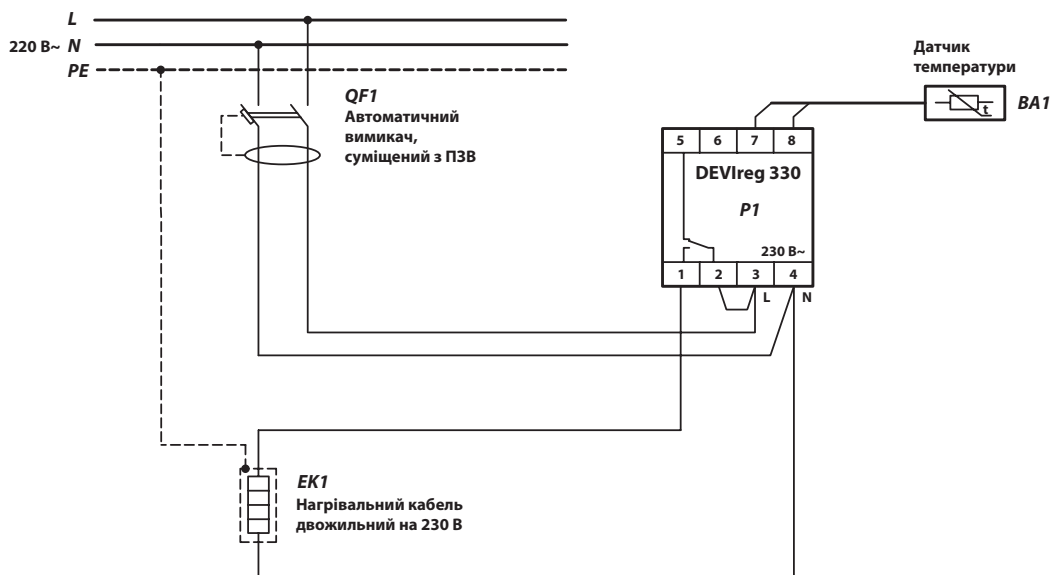 L
220 В~ N
PE
QF1
Автоматичний
вимикач,
суміщений з ПЗВ
Датчик
температури
BA1
t
5 6 7 8
DEVIreg 330
P1
230 В~
1 2 3 4
L N
EK1
Нагрівальний кабель
двожильний на 230 В